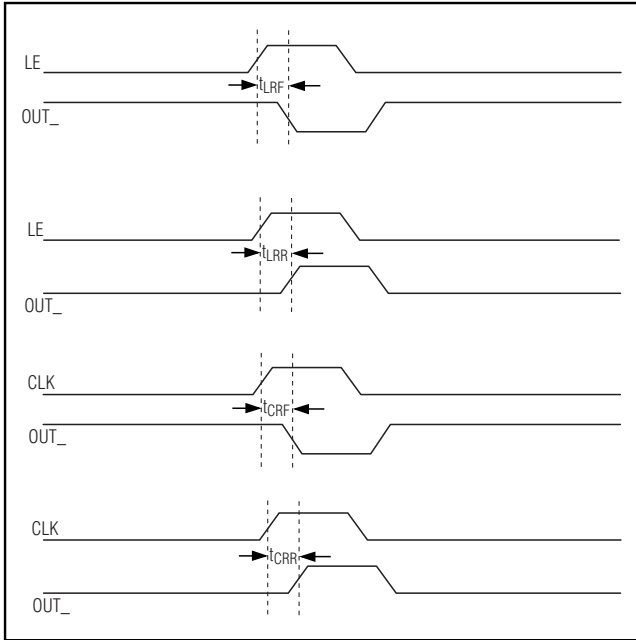 LE
tLRF
OUT_
LE
tLRR
OUT_
CLK
tCRF
OUT_
CLK
tCRR
OUT_